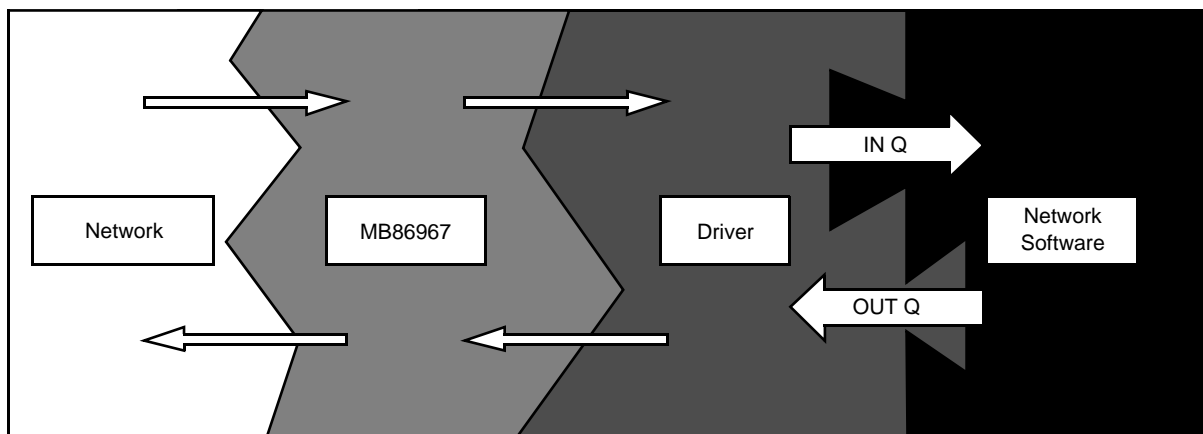 IN Q
Network
MB86967
Driver
Network
Software
OUT Q